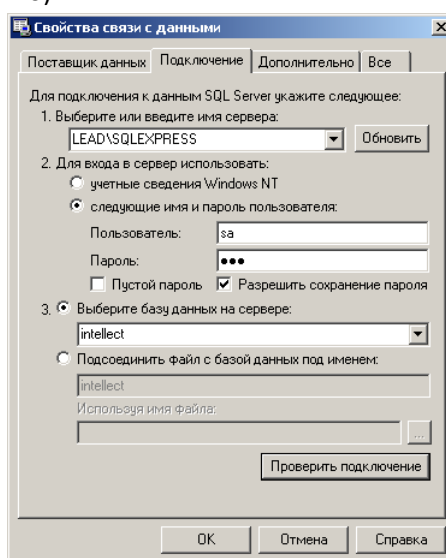 Свойства связи с данными
Поставщик данных Подключение Дополнительно Все
Для подключения к данным SQL Server укажите следующее:
1. Выберите или введите имя сервера:
LEAD\SQLEXPRESS Обновить
2. Для входа в сервер использовать:
учетные сведения Windows NT
следующие имя и пароль пользователя:
Пользователь: sa
Пароль: ●●●
Пустой пароль Разрешить сохранение пароля
3. Выберите базу данных на сервере:
intellect
Подсоединить файл с базой данных под именем:
intellect
Используя имя файла:
...
Проверить подключение
OK Отмена Справка